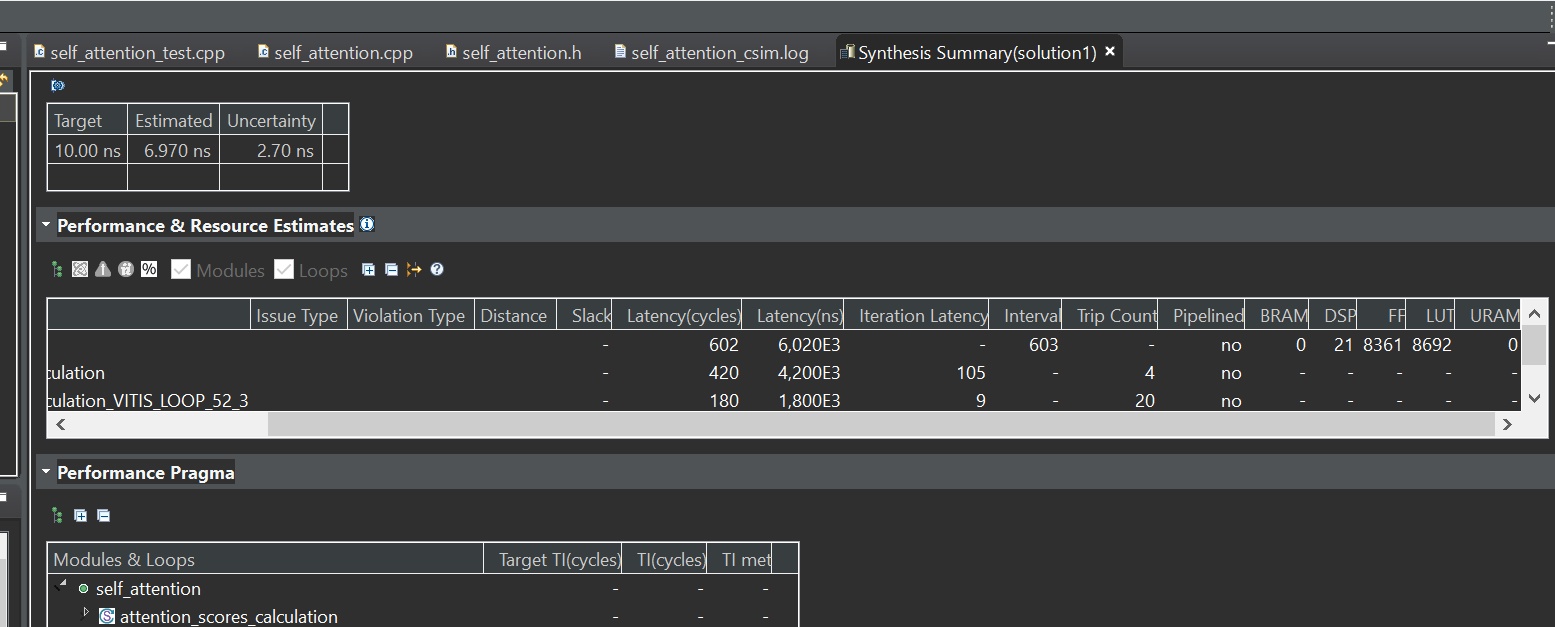 self_attention_test.cpp self_attention.cpp self_attention.h self_attention_csim.log Synthesis Summary(solution1)
Target Estimated Uncertainty
10.00 ns 6.970 ns 2.70 ns
Performance & Resource Estimates
% Modules Loops
Issue Type Violation Type Distance Slack Latency(cycles) Latency(ns) Iteration Latency Interval Trip Count Pipelined BRAM DSP FF LUT URAM
- 602 6,020E3 - 603 - no 0 21 8361 8692 0
culation - 420 4,200E3 105 - 4 no - - - - -
culation_VITIS_LOOP_52_3 - 180 1,800E3 9 - 20 no - - - - -
Performance Pragma
Modules & Loops Target TI(cycles) TI(cycles) TI met
self_attention - - -
attention_scores_calculation - - -